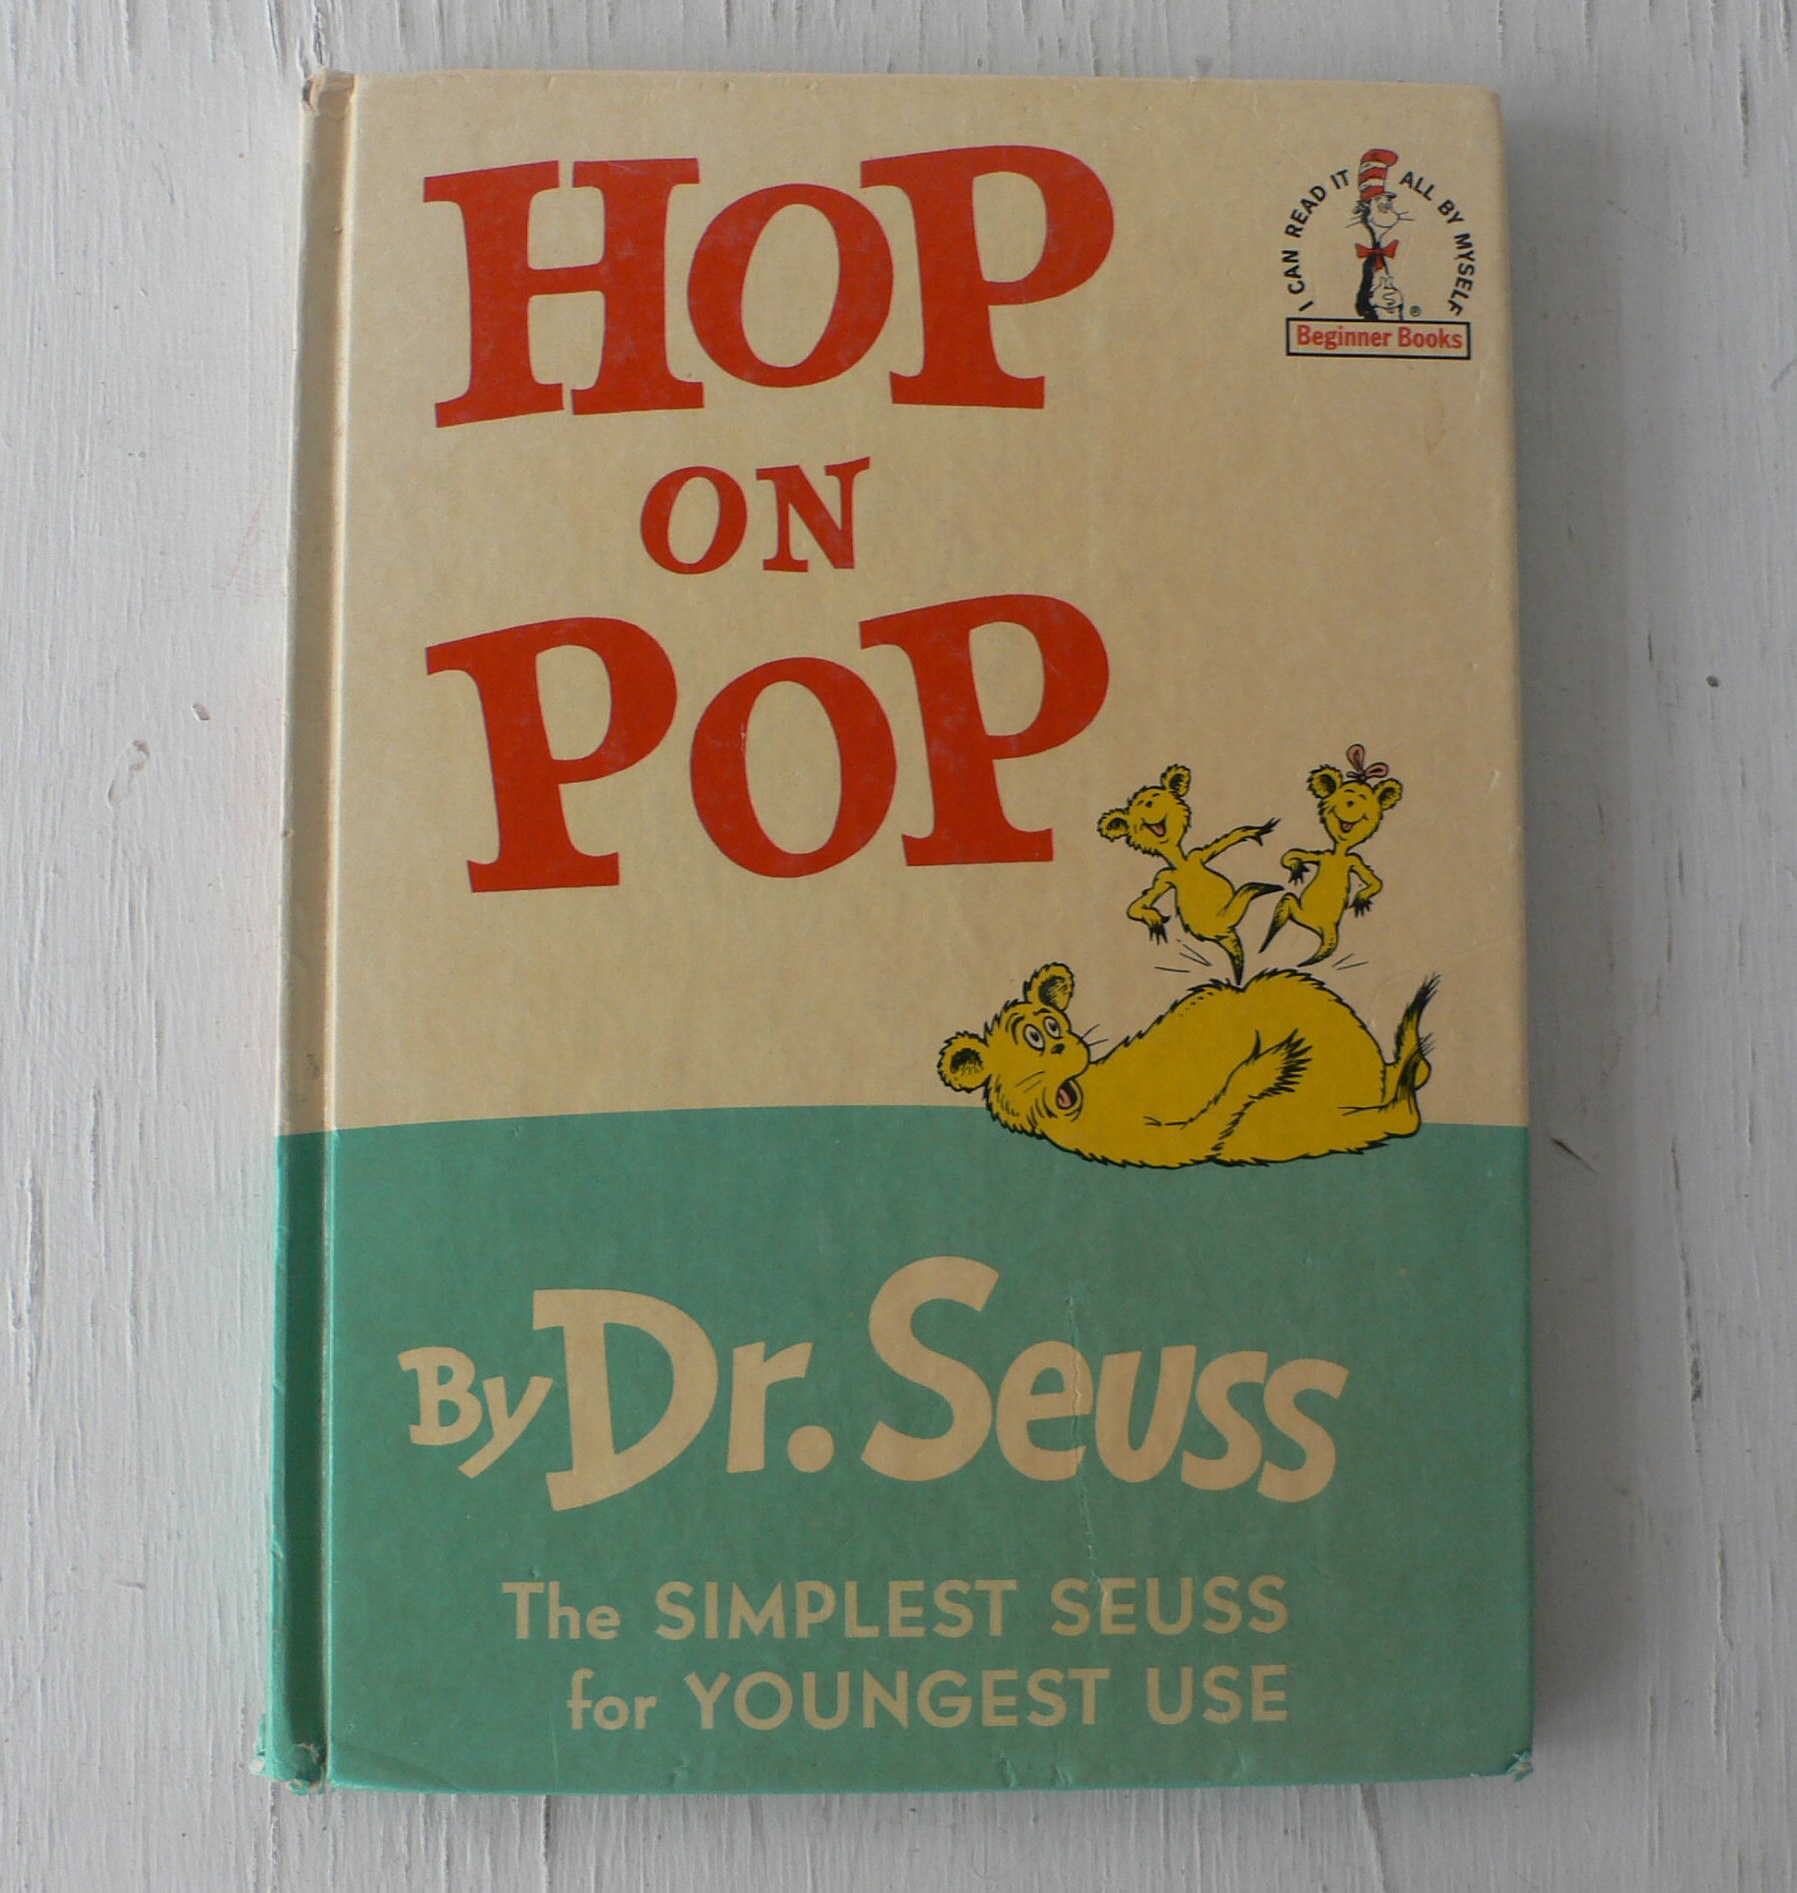 HOP
ON
POP
I CAN READ IT ALL BY MYSELF
®
Beginner Books
By Dr. Seuss
The SIMPLEST SEUSS
for YOUNGEST USE